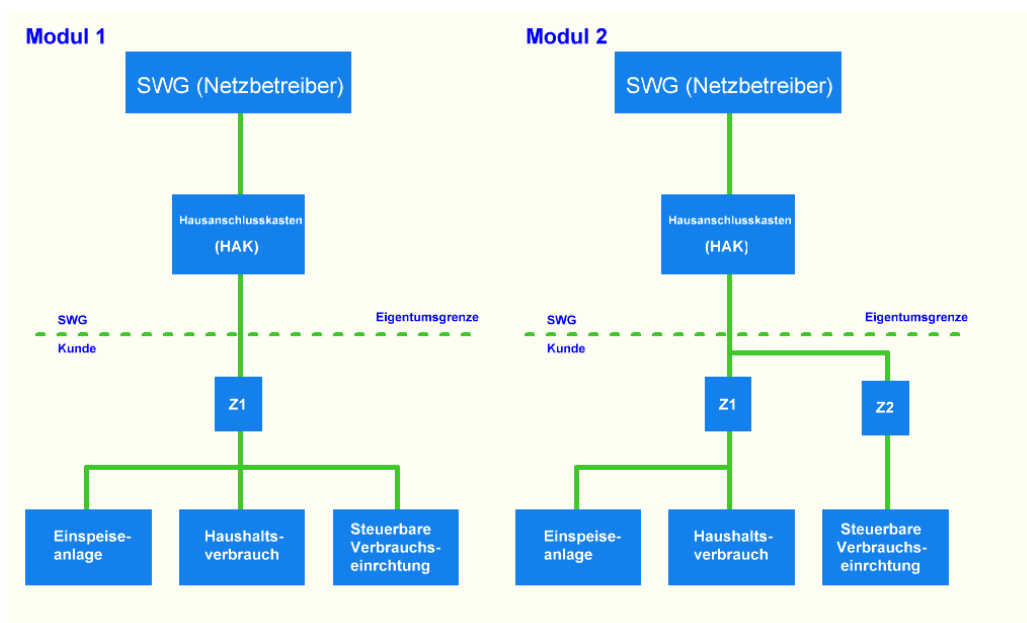 Modul 1
SWG (Netzbetreiber)
Hausanschlusskasten
(HAK)
SWG
Eigentumsgrenze
Kunde
Z1
Einspeise-
anlage
Haushalts-
verbrauch
Steuerbare
Verbrauchs-
einrchtung
Modul 2
SWG (Netzbetreiber)
Hausanschlusskasten
(HAK)
SWG
Eigentumsgrenze
Kunde
Z1
Z2
Einspeise-
anlage
Haushalts-
verbrauch
Steuerbare
Verbrauchs-
einrchtung